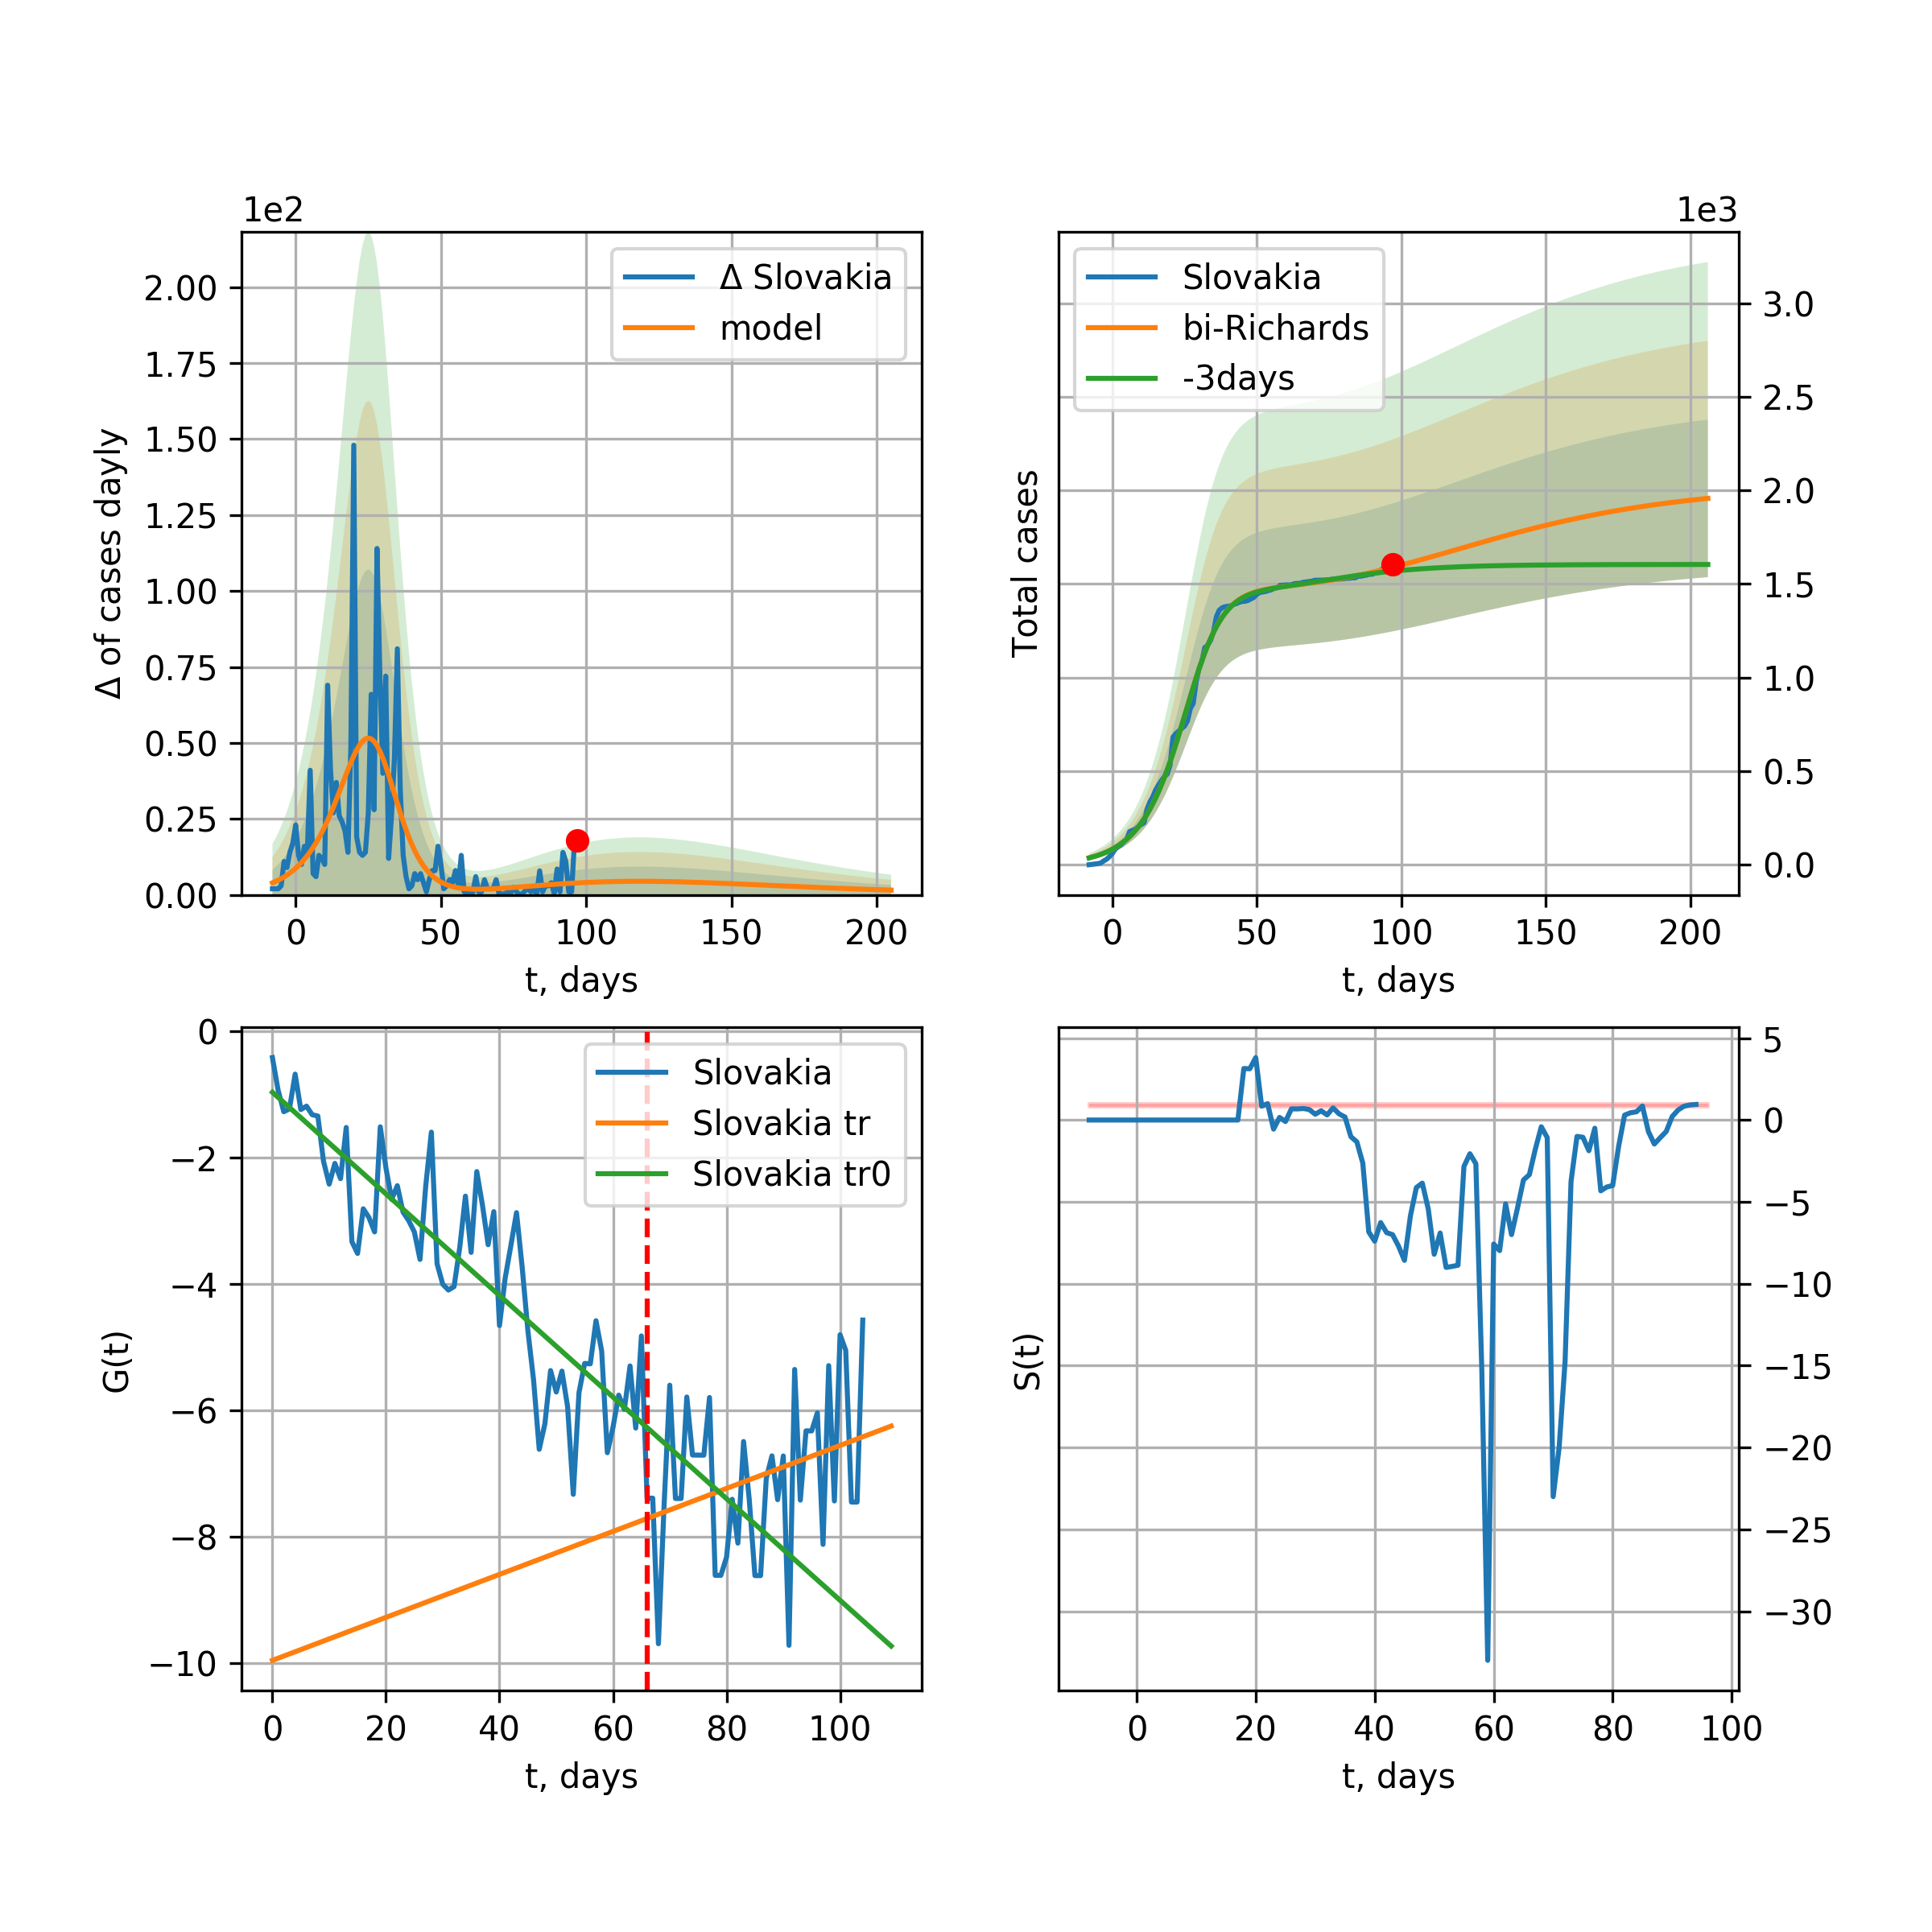 1e2
Δ of cases dayly
2.00
1.75
1.50
1.25
1.00
0.75
0.50
0.25
0.00
Δ Slovakia
model
0 50 100 150 200
t, days
1e3
Total cases
Slovakia
bi-Richards
-3days
3.0
2.5
2.0
1.5
1.0
0.5
0.0
0 50 100 150 200
t, days
G(t)
0
−2
−4
−6
−8
−10
Slovakia
Slovakia tr
Slovakia tr0
0 20 40 60 80 100
t, days
S(t)
5
0
−5
−10
−15
−20
−25
−30
0 20 40 60 80 100
t, days